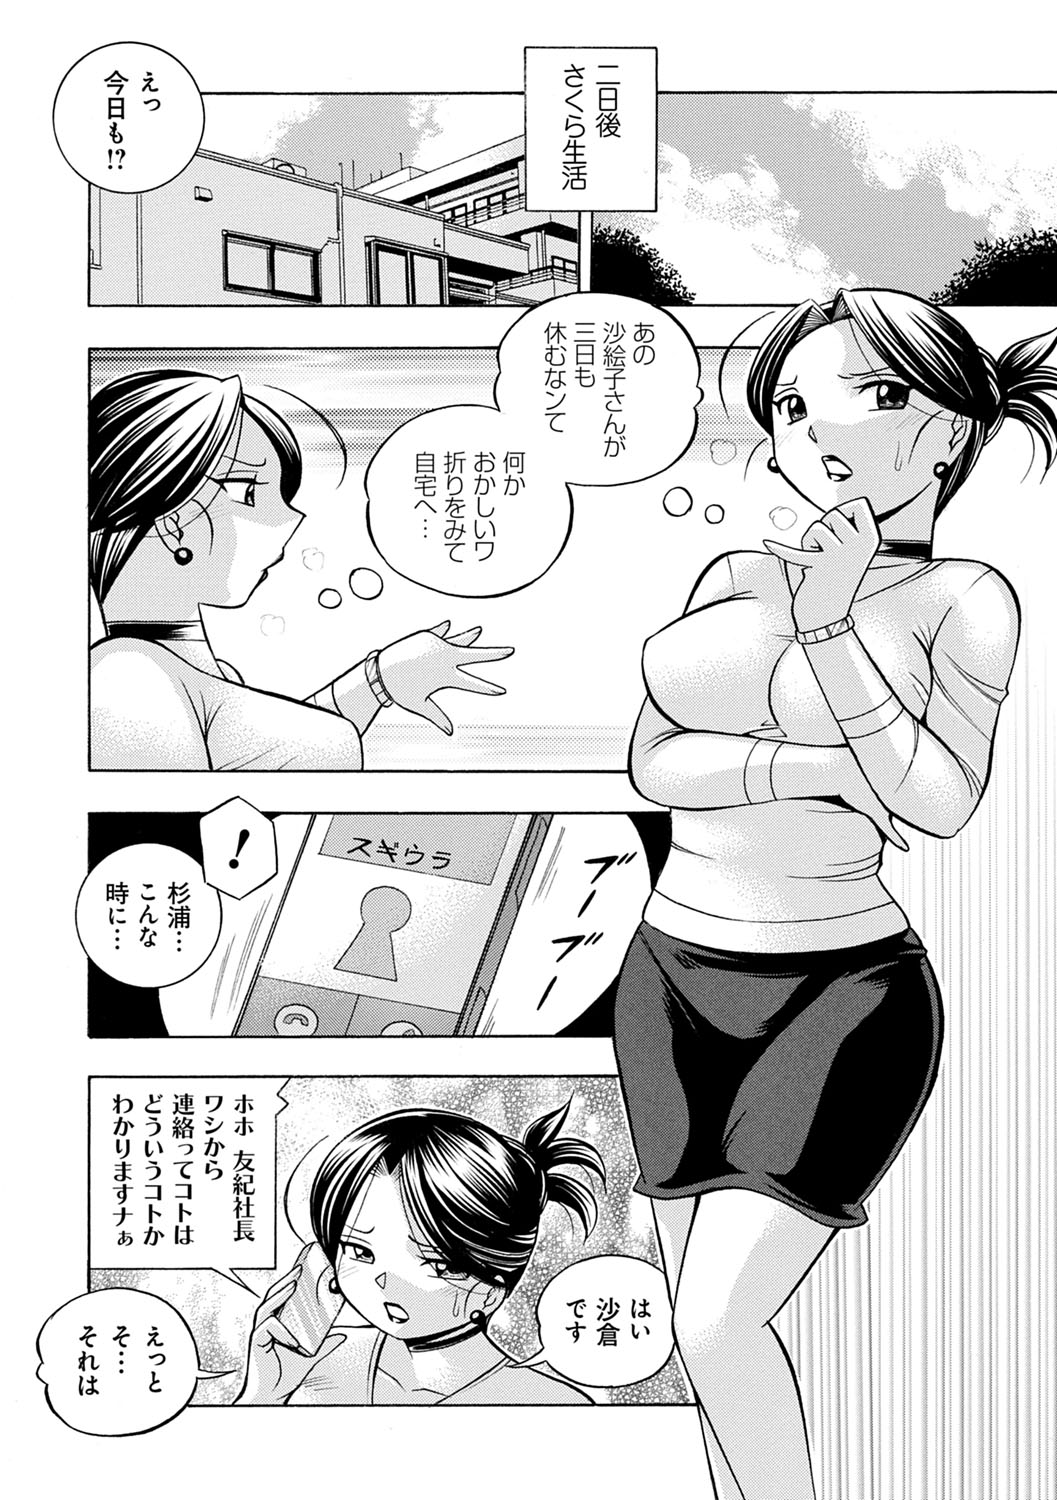 二日後
さくら生活
えっ
今日も!?
あの
沙絵子さんが
三日も
休むなンて
何か
おかしいワ
折りをみて
自宅へ…
スギウラ
ブーッ
ブーッ
!
杉浦…
こんな
時に…
はい
沙倉
です
ホホ 友紀社長
ワシから
連絡ってコトは
どういうコトか
わかりますナぁ
えっと
そ…
それは